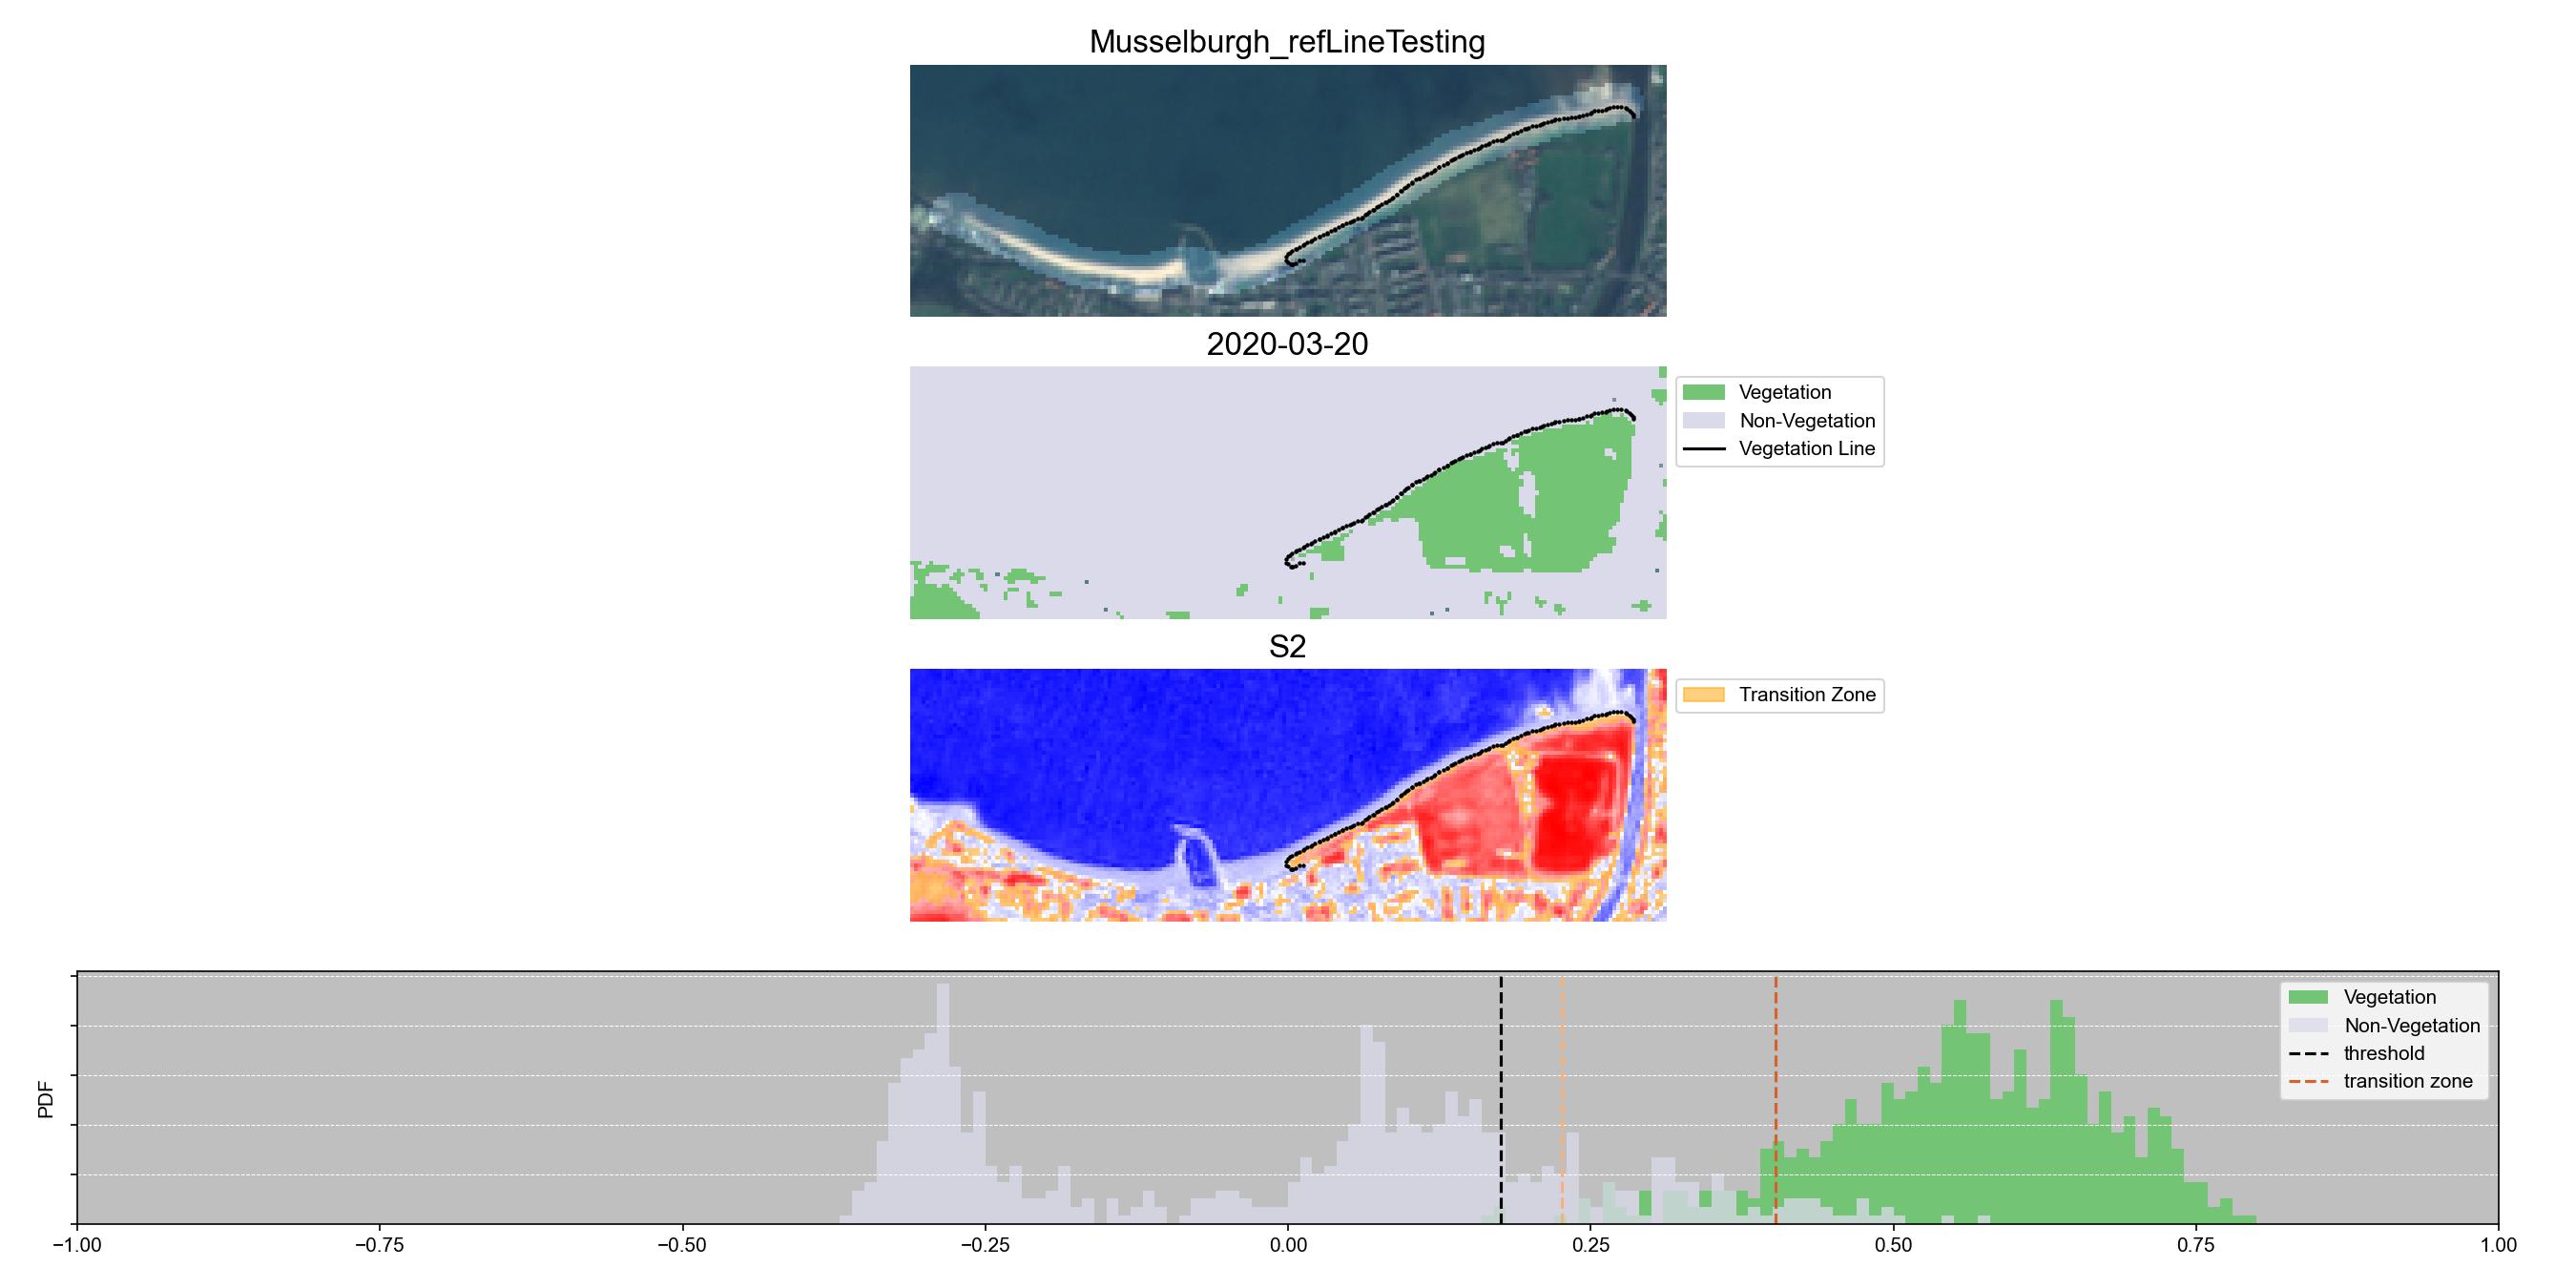 Musselburgh_refLineTesting
2020-03-20
Vegetation
Non-Vegetation
Vegetation Line
S2
Transition Zone
PDF
Vegetation
Non-Vegetation
threshold
transition zone
−1.00 −0.75 −0.50 −0.25 0.00 0.25 0.50 0.75 1.00